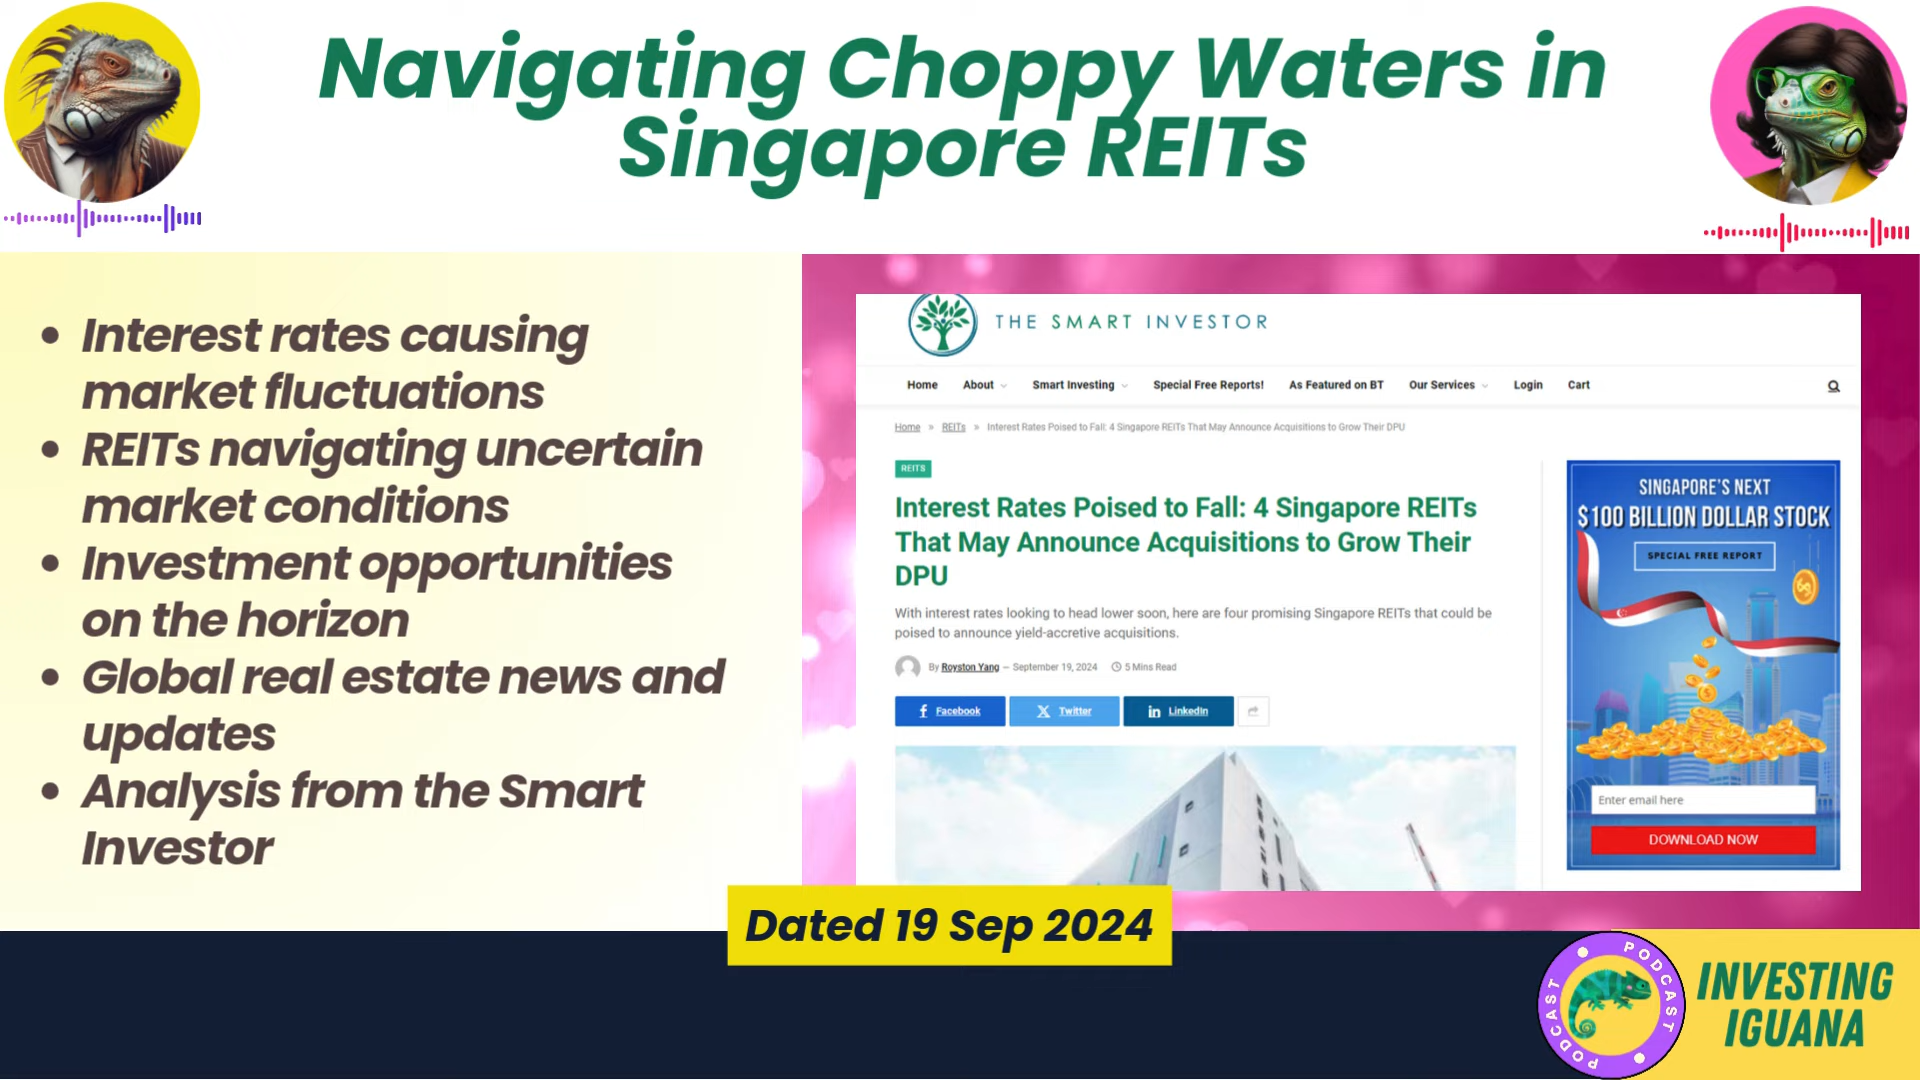 Navigating Choppy Waters in
Singapore REITs
• Interest rates causing
market fluctuations
• REITs navigating uncertain
market conditions
• Investment opportunities
on the horizon
• Global real estate news and
updates
• Analysis from the Smart
Investor
THE SMART INVESTOR
Home About Smart Investing Special Free Reports! As Featured on BT Our Services Login Cart
Home » REITs » Interest Rates Poised to Fall: 4 Singapore REITs That May Announce Acquisitions to Grow Their DPU
REITS
Interest Rates Poised to Fall: 4 Singapore REITs
That May Announce Acquisitions to Grow Their
DPU
With interest rates looking to head lower soon, here are four promising Singapore REITs that could be
poised to announce yield-accretive acquisitions.
By Royston Yang — September 19, 2024 5 Mins Read
Facebook Twitter LinkedIn
SINGAPORE'S NEXT
$100 BILLION DOLLAR STOCK
SPECIAL FREE REPORT
Enter email here
DOWNLOAD NOW
Dated 19 Sep 2024
PODCAST
PODCAST
PODCAST
INVESTING
IGUANA